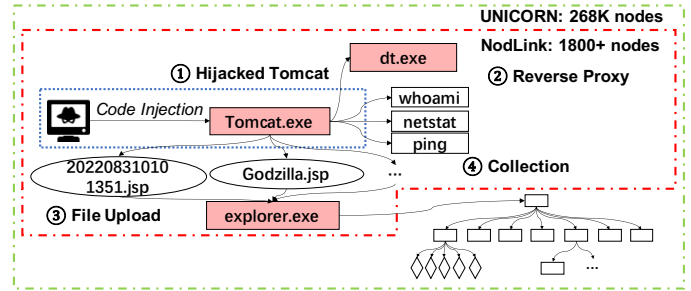 UNICORN: 268K nodes
NodLink: 1800+ nodes
① Hijacked Tomcat
dt.exe
② Reverse Proxy
Code Injection
Tomcat.exe
whoami
netstat
ping
20220831010
1351.jsp
Godzilla.jsp
...
④ Collection
③ File Upload
explorer.exe
...